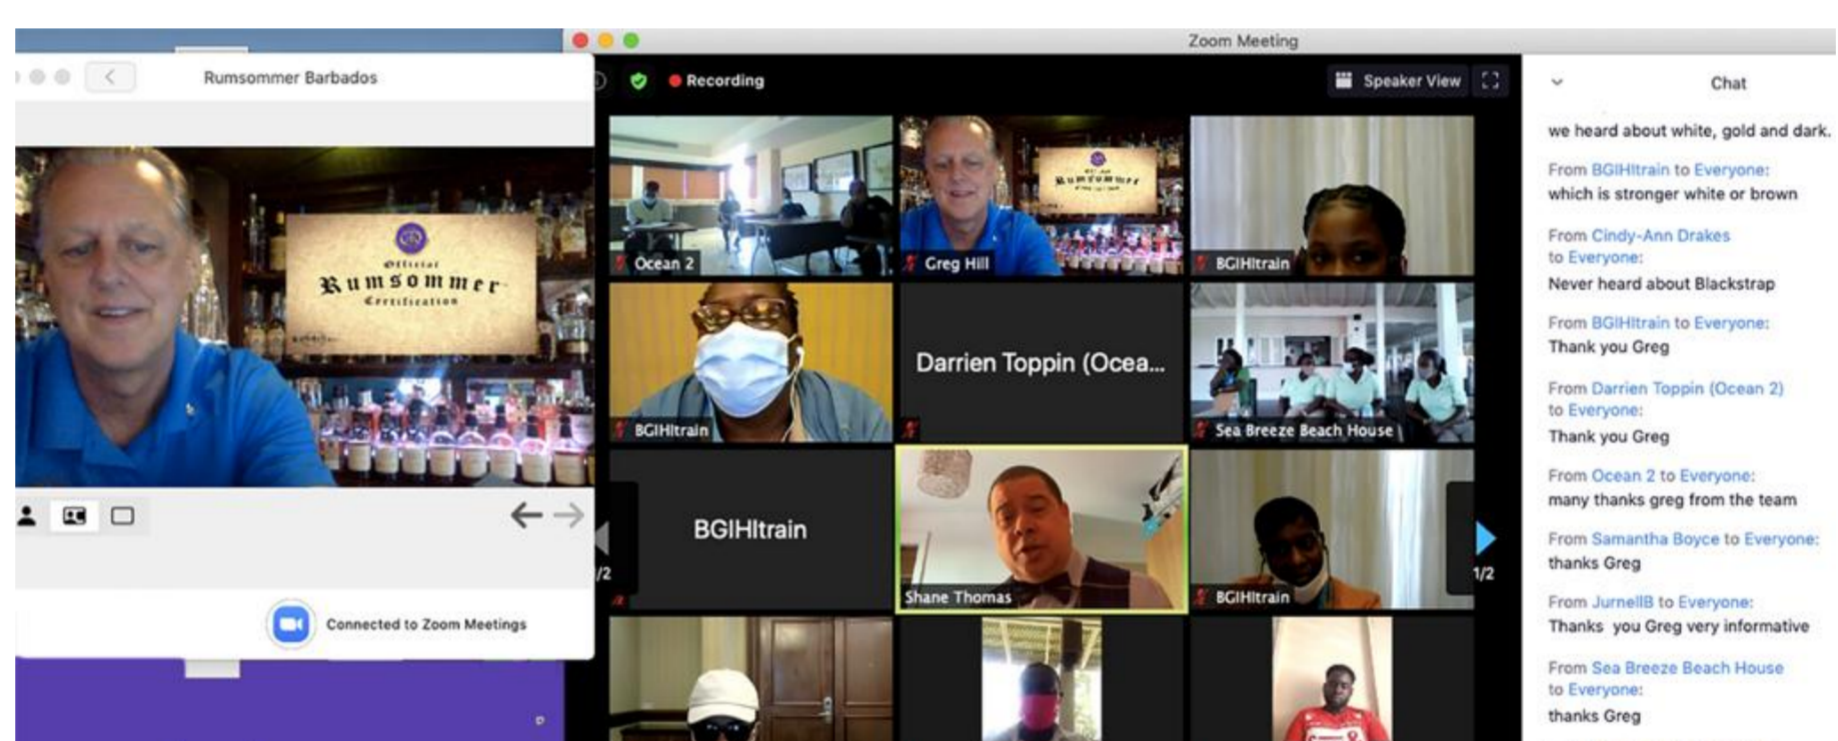 Rumsommer Barbados
Official
Rumsommer
Certification
Connected to Zoom Meetings
Zoom Meeting
Recording
Speaker View
Ocean 2
Greg Hill
Rumsommer
BGIHItrain
BGIHItrain
Darrien Toppin (Ocea...
Sea Breeze Beach House
BGIHItrain
Shane Thomas
BGIHItrain
/2
1/2
Chat
we heard about white, gold and dark.
From BGIHItrain to Everyone:
which is stronger white or brown
From Cindy-Ann Drakes
to Everyone:
Never heard about Blackstrap
From BGIHItrain to Everyone:
Thank you Greg
From Darrien Toppin (Ocean 2)
to Everyone:
Thank you Greg
From Ocean 2 to Everyone:
many thanks greg from the team
From Samantha Boyce to Everyone:
thanks Greg
From JurnellB to Everyone:
Thanks  you Greg very informative
From Sea Breeze Beach House
to Everyone:
thanks Greg